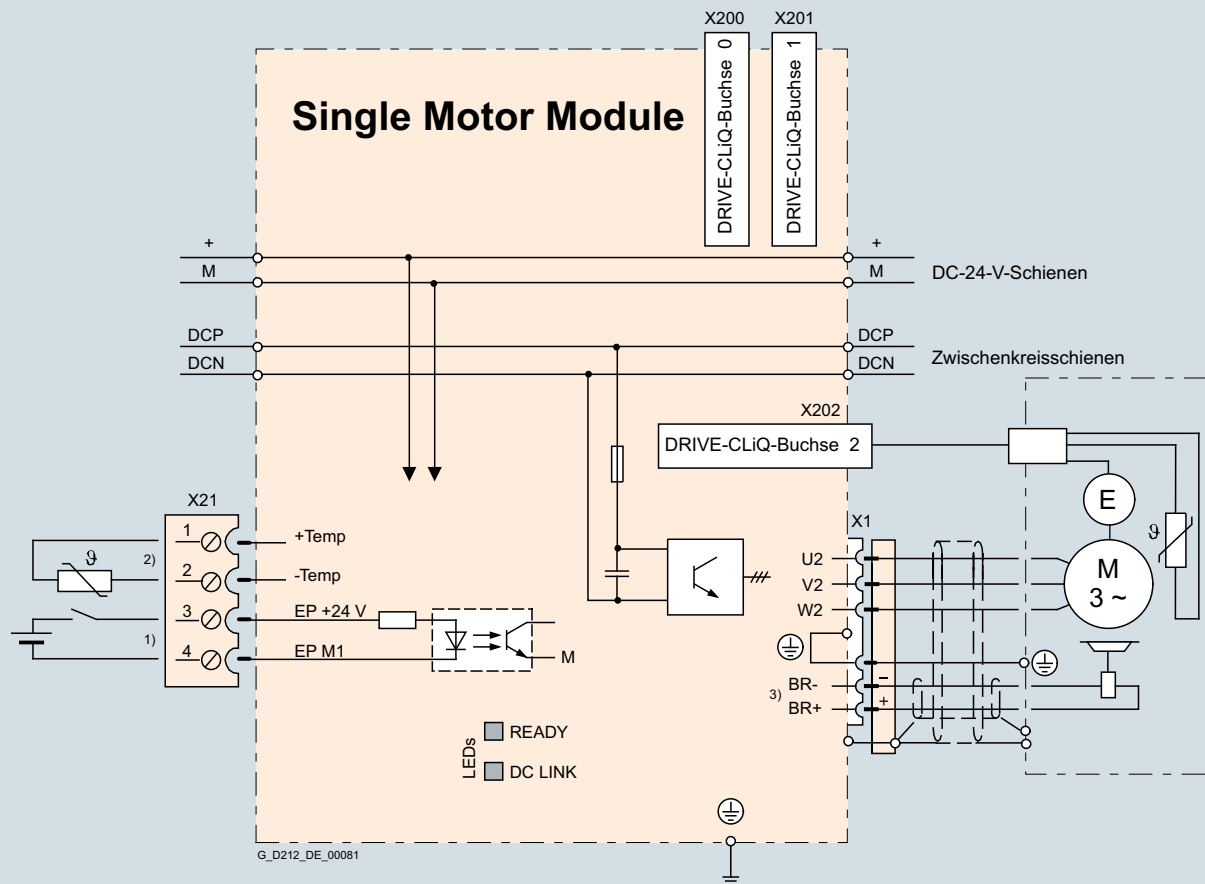 X200 X201
DRIVE-CLiQ-Buchse 0
DRIVE-CLiQ-Buchse 1
Single Motor Module
+ +
M M DC-24-V-Schienen
DCP DCP
DCN DCN Zwischenkreisschienen
X202
DRIVE-CLiQ-Buchse 2
X21
1 +Temp
2) ϑ
2 -Temp
3 EP +24 V
1)
4 EP M1
M
X1
U2
V2
W2
3) BR- −
BR+ +
E
ϑ
M
3 ~
LEDs
READY
DC LINK
G_D212_DE_00081